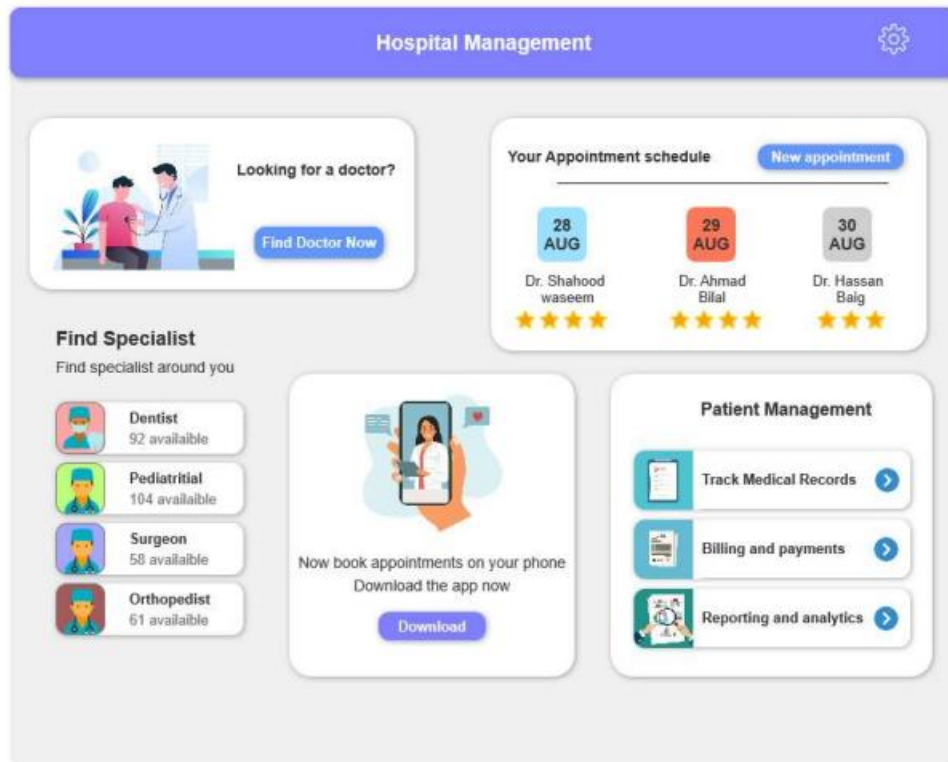 Hospital Management
Looking for a doctor?
Find Doctor Now
Your Appointment schedule
New appointment
28
AUG
Dr. Shahood
waseem
29
AUG
Dr. Ahmad
Bilal
30
AUG
Dr. Hassan
Baig
Find Specialist
Find specialist around you
Dentist
92 availaible
Pediatritial
104 availaible
Surgeon
58 availaible
Orthopedist
61 availaible
Now book appointments on your phone
Download the app now
Download
Patient Management
Track Medical Records
Billing and payments
Reporting and analytics